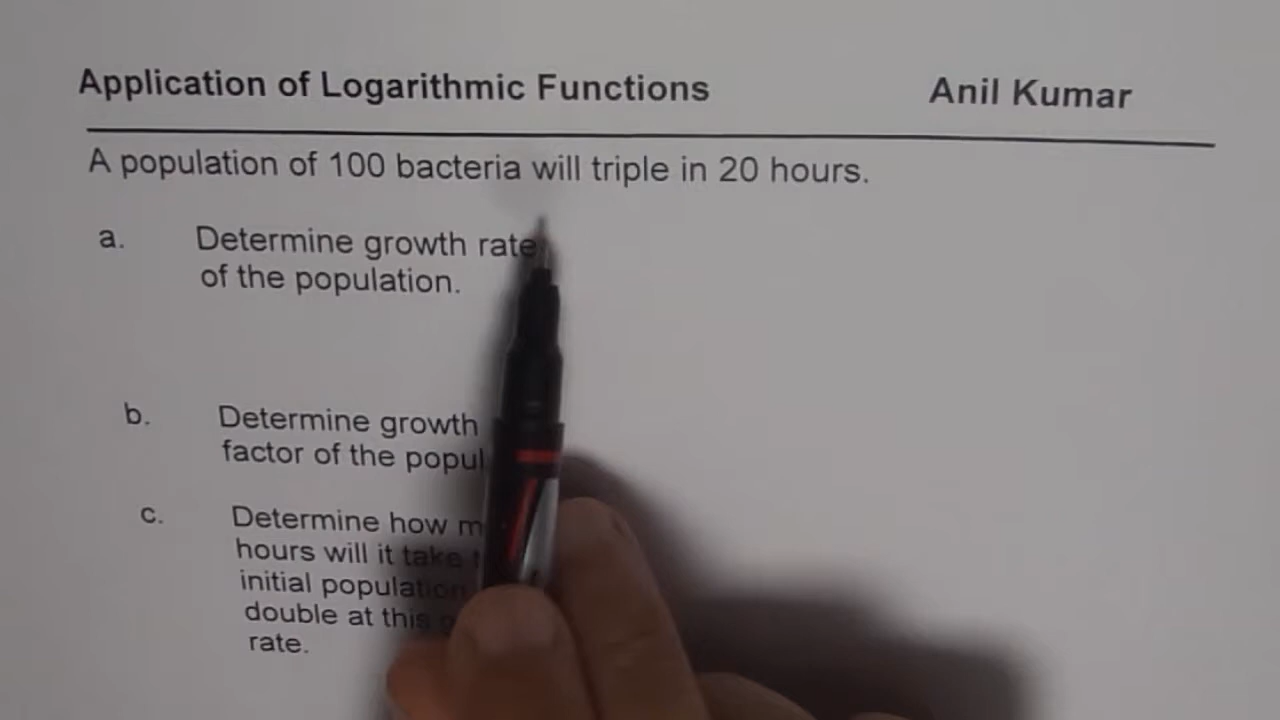 Application of Logarithmic Functions Anil Kumar
A population of 100 bacteria will triple in 20 hours.
a. Determine growth rate
of the population.
b. Determine growth
factor of the
c. Determine how
hours will it take
initial population
double at this
rate.